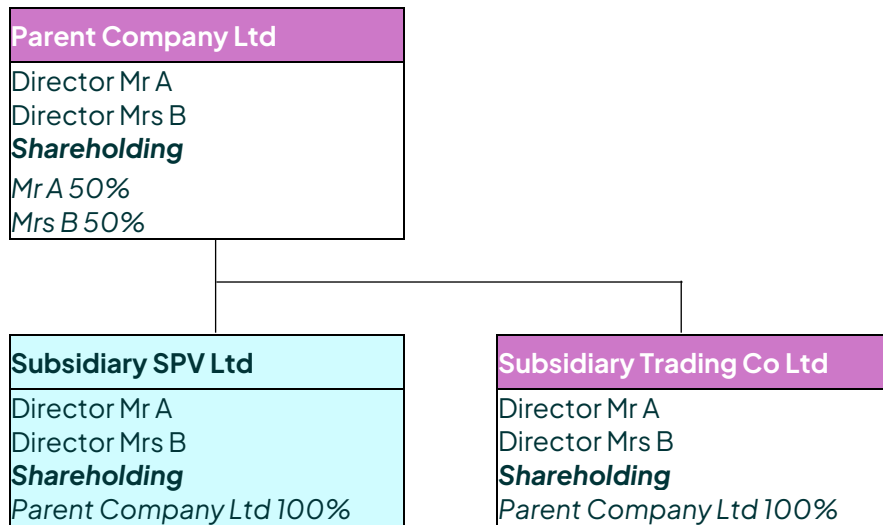 Parent Company Ltd
Director Mr A
Director Mrs B
Shareholding
Mr A 50%
Mrs B 50%
Subsidiary SPV Ltd
Director Mr A
Director Mrs B
Shareholding
Parent Company Ltd 100%
Subsidiary Trading Co Ltd
Director Mr A
Director Mrs B
Shareholding
Parent Company Ltd 100%